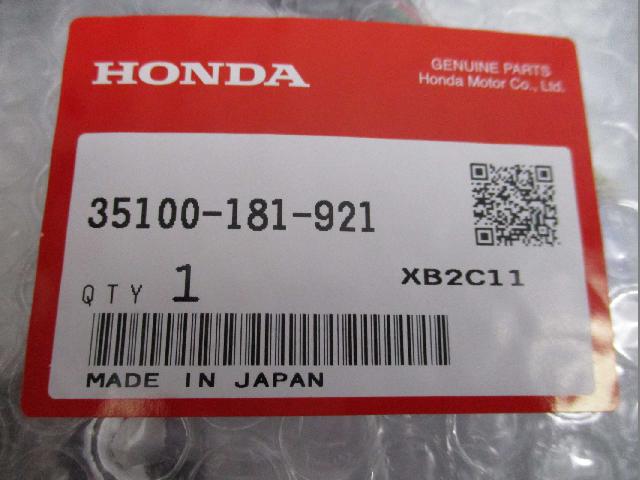 HONDA
GENUINE PARTS
Honda Motor Co., Ltd.
35100-181-921
QTY 1
XB2C11
MADE IN JAPAN